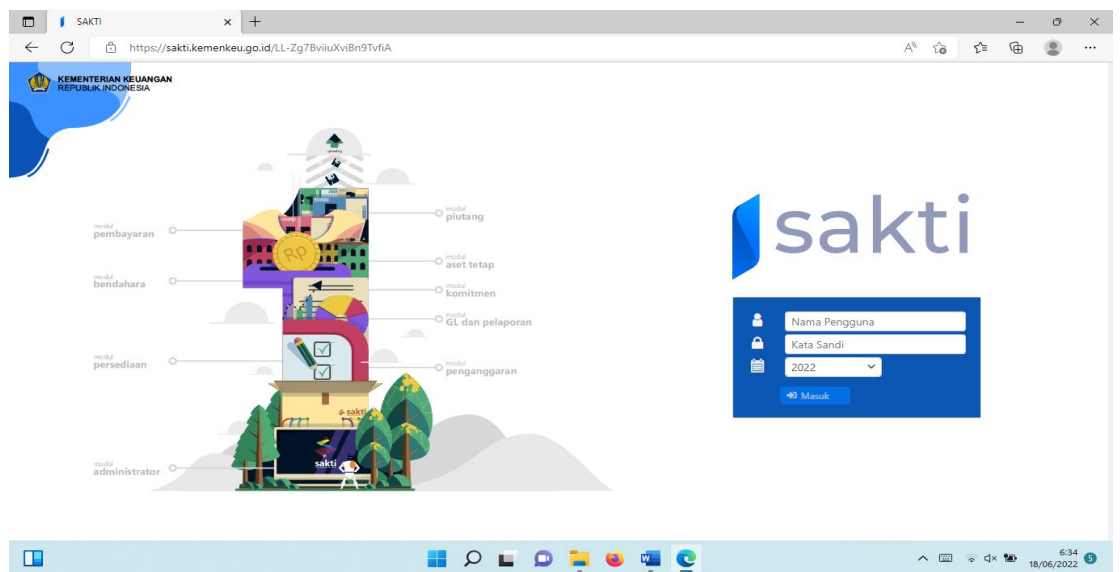 SAKTI
https://sakti.kemenkeu.go.id/LL-Zg7BviiuXviBn9TvfiA
KEMENTERIAN KEUANGAN
REPUBLIK INDONESIA
modul
pembayaran
modul
bendahara
modul
persediaan
modul
administrator
modul
piutang
modul
aset tetap
modul
komitmen
modul
GL dan pelaporan
modul
penganggaran
Rp
sakti
sakti
sakti
Nama Pengguna
Kata Sandi
2022
Masuk
6:34
18/06/2022
5